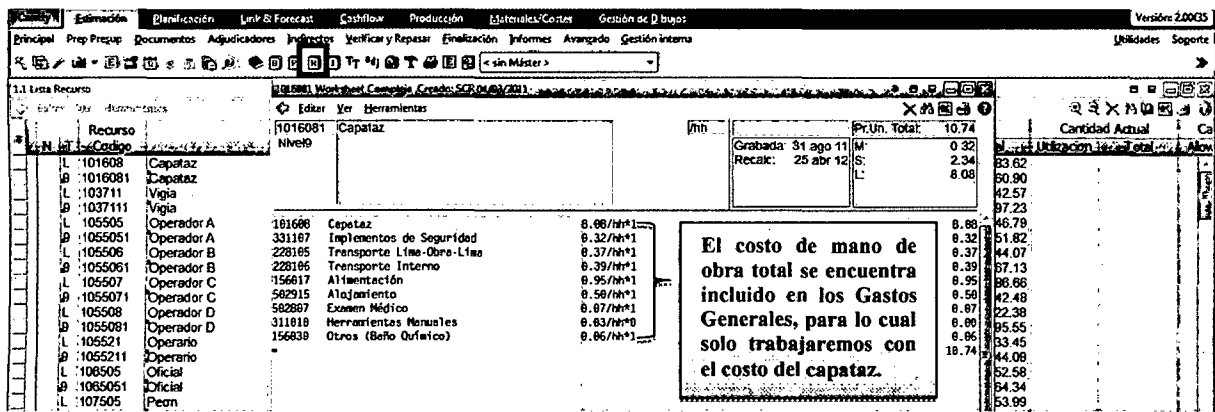 Candy Estimación Planificación Link & Forecast Cashflow Producción Materiales/Costes Gestión de Dibujos Versión: 2.00G35
Principal Prep Presup Documentos Adjudicadores Indirectos Verificar y Repasar Finalización Informes Avanzado Gestión interna Utilidades Soporte
< sin Máster >
1.1 Lista Recurso
1016081 Worksheet Compleja, Creado: SCR 04/03/2011
Editar Ver Herramientas
Recurso
Codigo
1016081 Capataz /hh Pr.Un. Total: 10.74
Nivel9
Grabada: 31 ago 11 M: 0.32
Recalc: 25 abr 12 S: 2.34
L: 8.08
Cantidad Actual
Utilizacion Total
L 101608 Capataz
9 1016081 Capataz
L 103711 Vigia
9 1037111 Vigia
L 105505 Operador A
9 1055051 Operador A
L 105506 Operador B
9 1055061 Operador B
L 105507 Operador C
9 1055071 Operador C
L 105508 Operador D
9 1055081 Operador D
L 105521 Operario
9 1055211 Operario
L 106505 Oficial
9 1065051 Oficial
L 107505 Peon
101608 Capataz 8.08/hh*1 8.08
331107 Implementos de Seguridad 0.32/hh*1 0.32
228105 Transporte Lima-Obra-Lima 0.37/hh*1 0.37
228106 Transporte Interno 0.39/hh*1 0.39
156017 Alimentación 0.95/hh*1 0.95
502915 Alojamiento 0.50/hh*1 0.50
502807 Examen Médico 0.07/hh*1 0.07
311010 Herramientas Manuales 0.03/hh*0 0.00
156030 Otros (Baño Químico) 0.06/hh*1 0.06
10.74
El costo de mano de
obra total se encuentra
incluido en los Gastos
Generales, para lo cual
solo trabajaremos con
el costo del capataz.
83.62
60.90
42.57
97.23
46.79
51.82
44.07
67.13
86.66
42.48
22.38
95.55
33.45
44.09
52.58
64.34
53.99